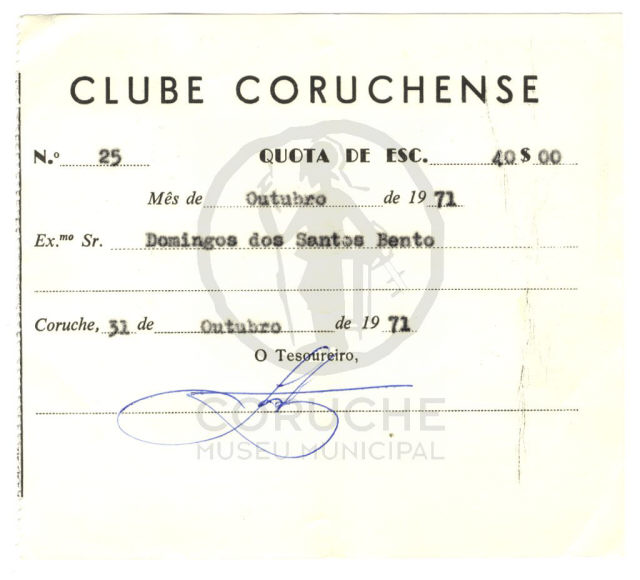 CLUBE CORUCHENSE
N.º 25 QUOTA DE ESC. 40$00
Mês de Outubro de 1971
Ex.mo Sr. Domingos dos Santos Bento
Coruche, 31 de Outubro de 1971
O Tesoureiro,
CORUCHE
MUSEU MUNICIPAL